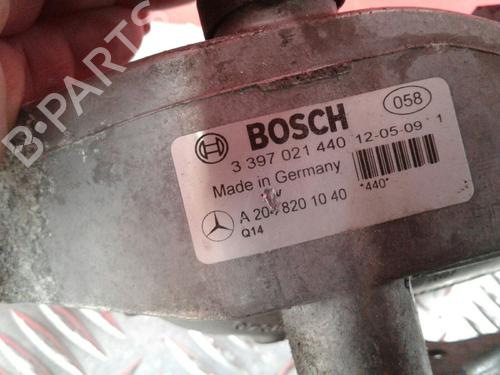 B-PARTS
058
BOSCH
3 397 021 440 12-05-09 1
Made in Germany
V
A 204 820 10 40 "440"
Q14